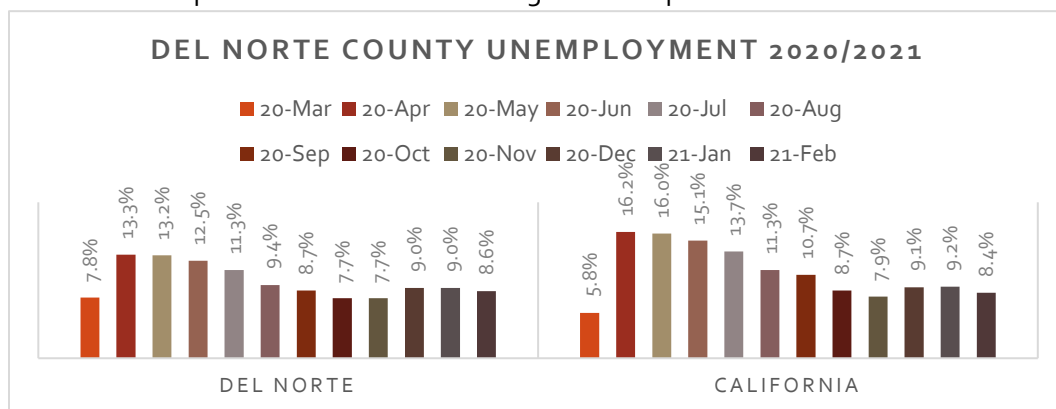 DEL NORTE COUNTY UNEMPLOYMENT 2020/2021
20-Mar 20-Apr 20-May 20-Jun 20-Jul 20-Aug
20-Sep 20-Oct 20-Nov 20-Dec 21-Jan 21-Feb
7.8% 13.3% 13.2% 12.5% 11.3% 9.4% 8.7% 7.7% 7.7% 9.0% 9.0% 8.6%
5.8% 16.2% 16.0% 15.1% 13.7% 11.3% 10.7% 8.7% 7.9% 9.1% 9.2% 8.4%
DEL NORTE
CALIFORNIA